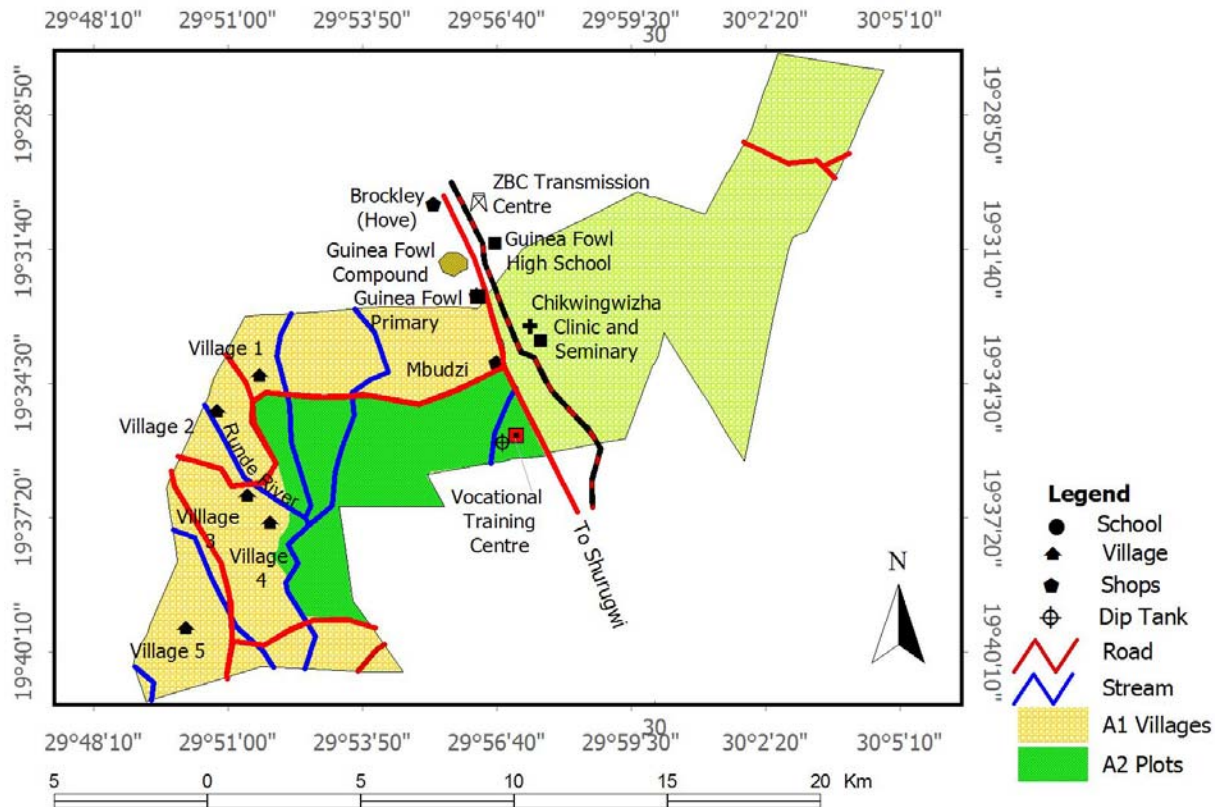 29°48'10" 29°51'00" 29°53'50" 29°56'40" 29°59'30 30°2'20" 30°5'11"
30
19°28'50"
19°31'40"
19°34'30"
19°37'20"
19°40'10"
19°28'50"
19°31'40"
19°34'30"
19°37'20"
19°40'10"
Brockley
(Hove)
ZBC Transmission
Centre
Guinea Fowl
High School
Guinea Fowl
Compound
Guinea Fowl
Primary
Chikwingwizha
Clinic and
Seminary
Village 1
Mbudzi
Village 2
Runde River
Villlage
3
Village
4
Vocational
Training
Centre
To Shurugwi
Village 5
N
Legend
School
Village
Shops
Dip Tank
Road
Stream
A1 Villages
A2 Plots
30
29°48'10" 29°51'00" 29°53'50" 29°56'40" 29°59'30" 30°2'20" 30°5'11"
5 0 5 10 15 20 Km